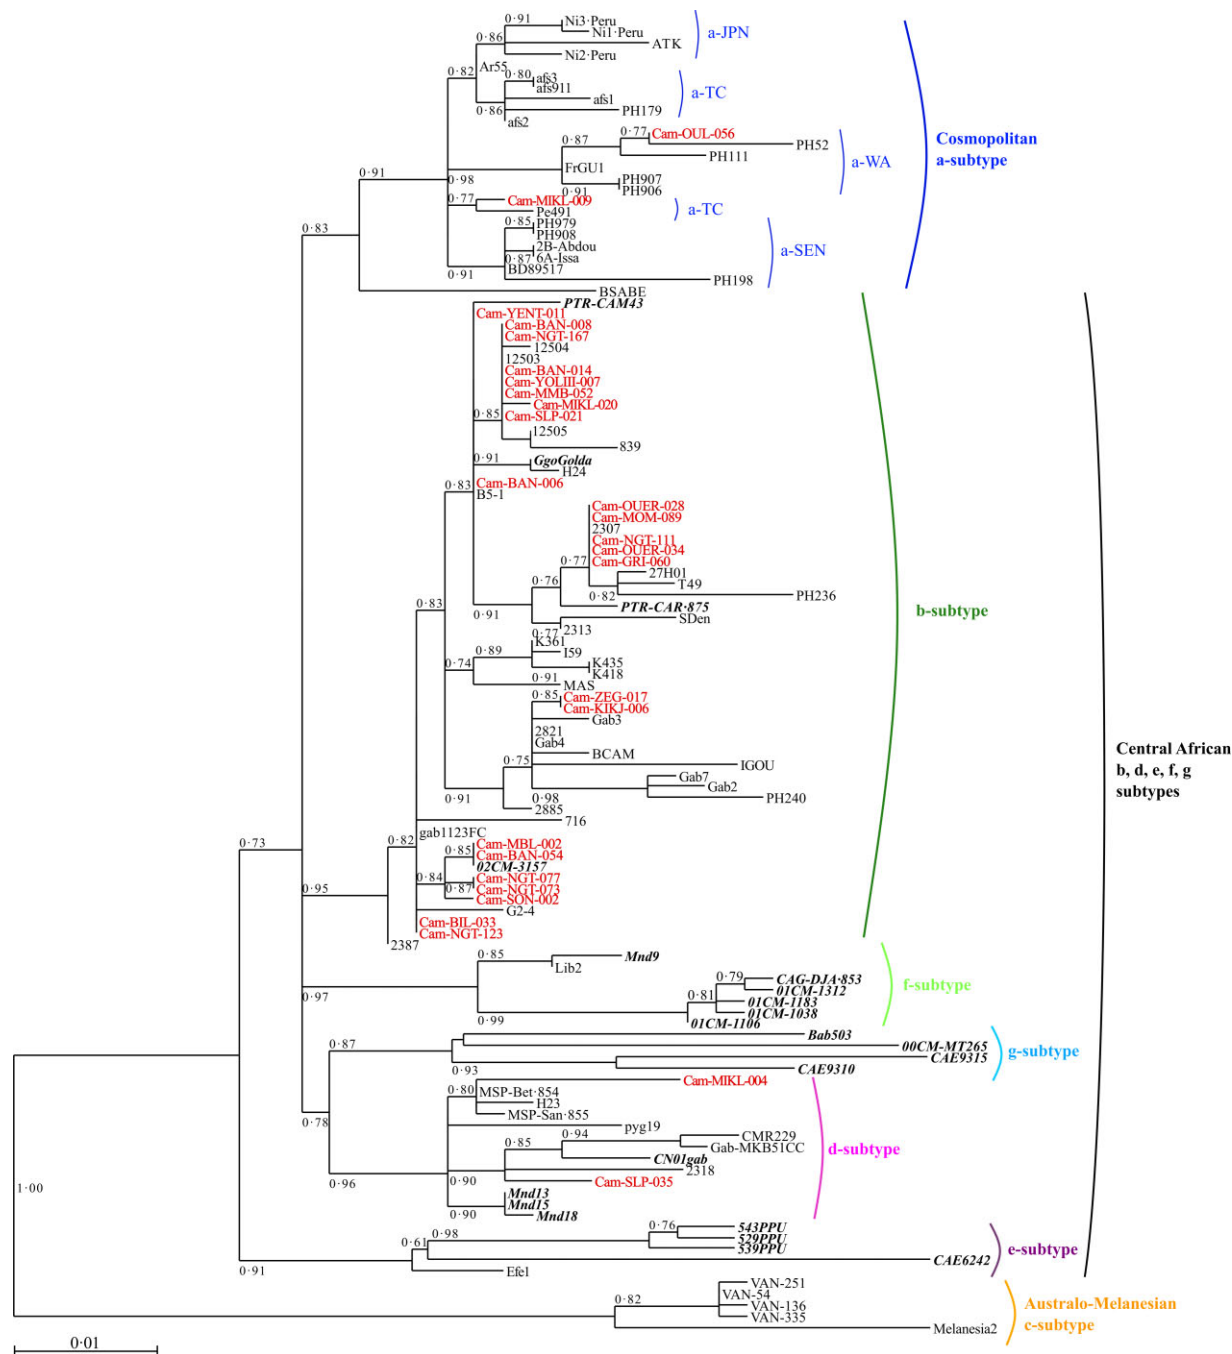 0·91
Ni3·Peru
Ni1·Peru
a-JPN
0·86
ATK
Ni2·Peru
Ar55
0·82
0·80
afs3
afs911
afs1
a-TC
PH179
0·86
afs2
0·77
Cam-OUL-056
PH52
0·87
PH111
a-WA
Cosmopolitan
a-subtype
FrGU1
0·91
0·98
PH907
PH906
0·91
0·77
Cam-MIKL-009
Pe491
a-TC
0·83
0·85
PH979
PH908
2B-Abdou
6A-Issa
0·87
BD89517
a-SEN
0·91
PH198
BSABE
PTR-CAM43
Cam-YENT-011
Cam-BAN-008
Cam-NGT-167
12504
12503
Cam-BAN-014
Cam-YOLIII-007
Cam-MMB-052
Cam-MIKL-020
0·85
Cam-SLP-021
12505
839
0·91
GgoGolda
H24
0·83
Cam-BAN-006
B5-1
Cam-OUER-028
Cam-MOM-089
2307
Cam-NGT-111
Cam-OUER-034
0·77
Cam-GRI-060
27H01
0·76
T49
0·82
PH236
0·83
PTR-CAR·875
b-subtype
0·91
SDen
2313
0·77
K361
0·89
I59
0·74
K435
K418
0·91
MAS
0·85
Cam-ZEG-017
Cam-KIKJ-006
Gab3
2821
Gab4
BCAM
Central African
b, d, e, f, g
subtypes
0·75
IGOU
Gab7
Gab2
0·91
0·98
PH240
2885
716
gab1123FC
0·73
0·82
Cam-MBL-002
0·85
Cam-BAN-054
02CM-3157
0·84
Cam-NGT-077
0·87
Cam-NGT-073
Cam-SON-002
0·95
G2-4
Cam-BIL-033
Cam-NGT-123
2387
0·85
Mnd9
Lib2
0·79
CAG-DJA·853
01CM-1312
f-subtype
0·97
0·81
01CM-1183
01CM-1038
0·99
01CM-1106
Bab503
0·87
00CM-MT265
g-subtype
CAE9315
0·93
CAE9310
Cam-MIKL-004
0·80
MSP-Bet·854
H23
MSP-San·855
0·78
pyg19
0·94
CMR229
0·85
Gab-MKB51CC
d-subtype
CN01gab
0·96
0·90
2318
Cam-SLP-035
1·00
Mnd13
Mnd15
0·90
Mnd18
0·76
543PPU
0·98
529PPU
0·61
539PPU
e-subtype
CAE6242
0·91
Efe1
VAN-251
VAN-54
0·82
VAN-136
VAN-335
Australo-Melanesian
c-subtype
Melanesia2
0·01